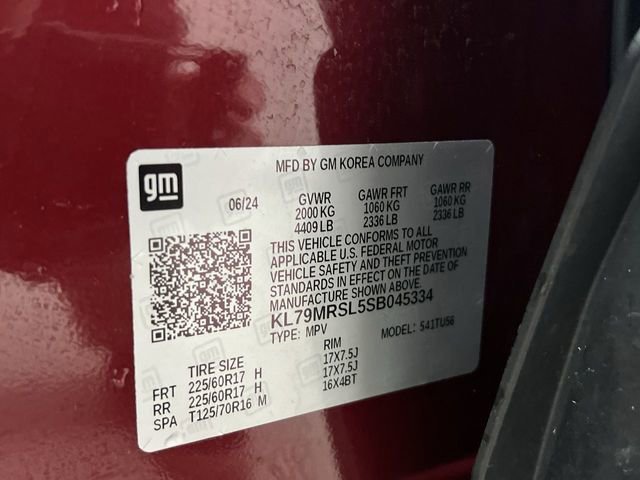 MFD BY GM KOREA COMPANY
gm
06/24 GVWR GAWR FRT GAWR RR
2000 KG 1060 KG 1060 KG
4409 LB 2336 LB 2336 LB
THIS VEHICLE CONFORMS TO ALL
APPLICABLE U.S. FEDERAL MOTOR
VEHICLE SAFETY AND THEFT PREVENTION
STANDARDS IN EFFECT ON THE DATE OF
MANUFACTURE SHOWN ABOVE.
KL79MRSL5SB045334
TYPE: MPV MODEL: 541TU56
TIRE SIZE RIM
FRT 225/60R17 H 17X7.5J
RR 225/60R17 H 17X7.5J
SPA T125/70R16 M 16X4BT